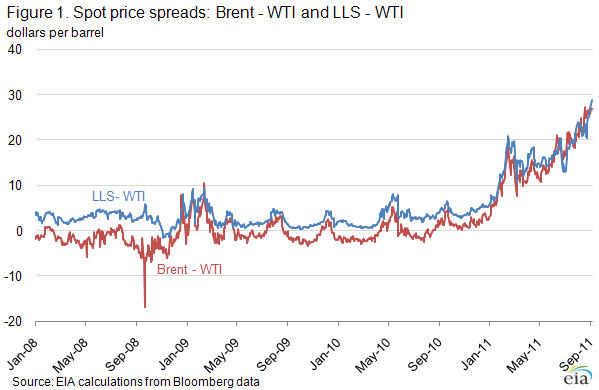 Figure 1. Spot price spreads: Brent - WTI and LLS - WTI
dollars per barrel
40
30
20
10
0
-10
-20
LLS- WTI
Brent - WTI
Jan-08
May-08
Sep-08
Jan-09
May-09
Sep-09
Jan-10
May-10
Sep-10
Jan-11
May-11
Sep-11
Source: EIA calculations from Bloomberg data
eia